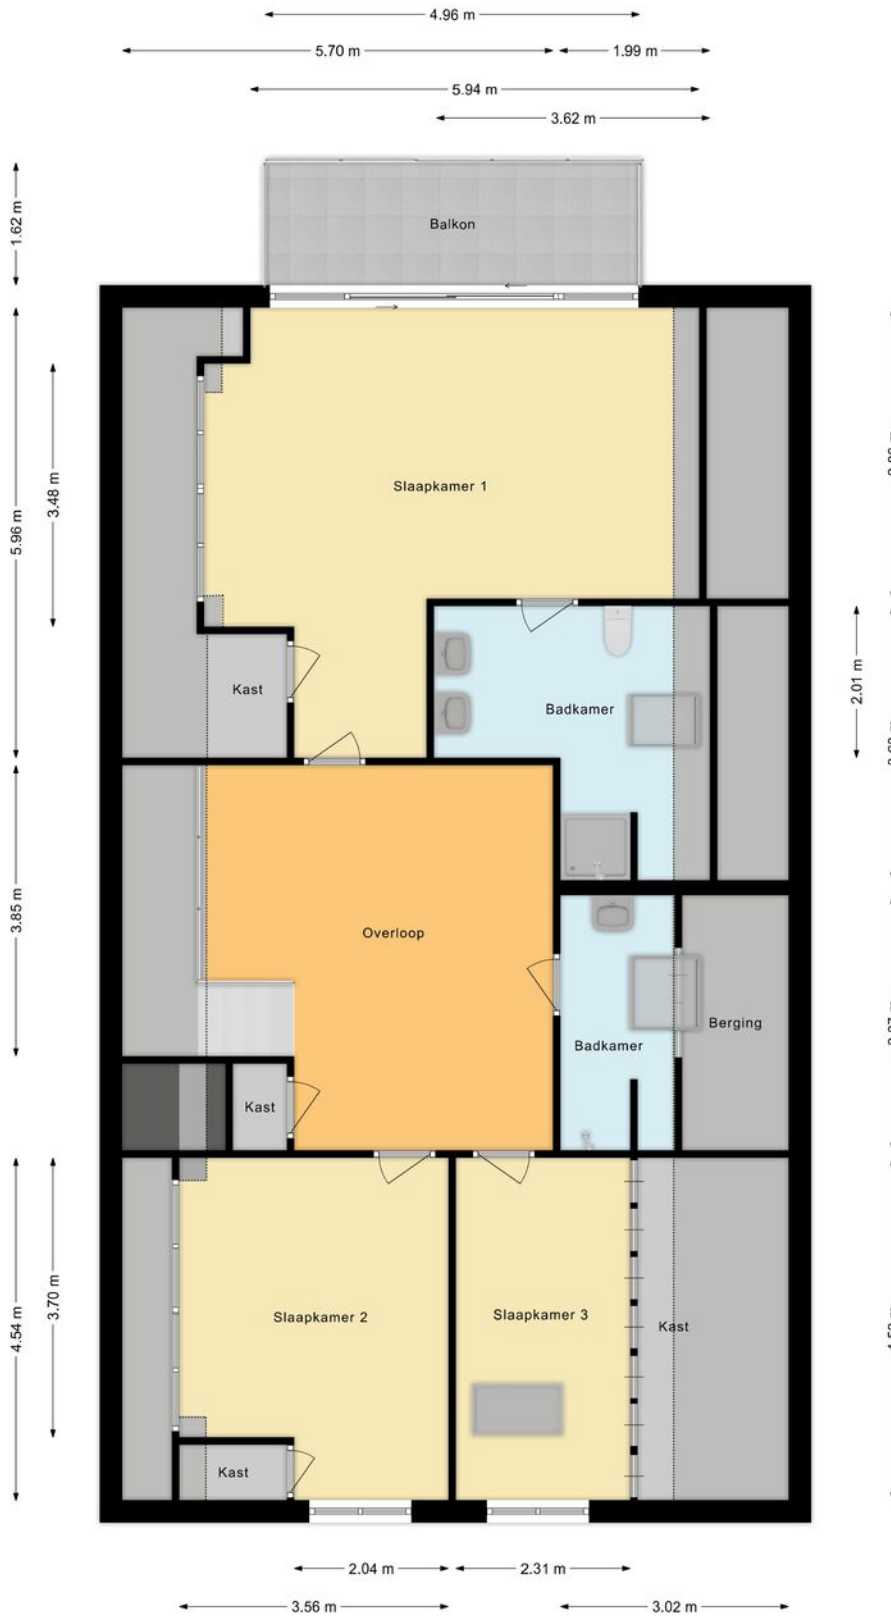 4.96 m
5.70 m
1.99 m
5.94 m
3.62 m
1.62 m
Balkon
5.96 m
3.48 m
Slaapkamer 1
Kast
Badkamer
2.01 m
3.85 m
Overloop
Badkamer
Berging
Kast
4.54 m
3.70 m
Slaapkamer 2
Slaapkamer 3
Kast
Kast
2.04 m
2.31 m
3.56 m
3.02 m